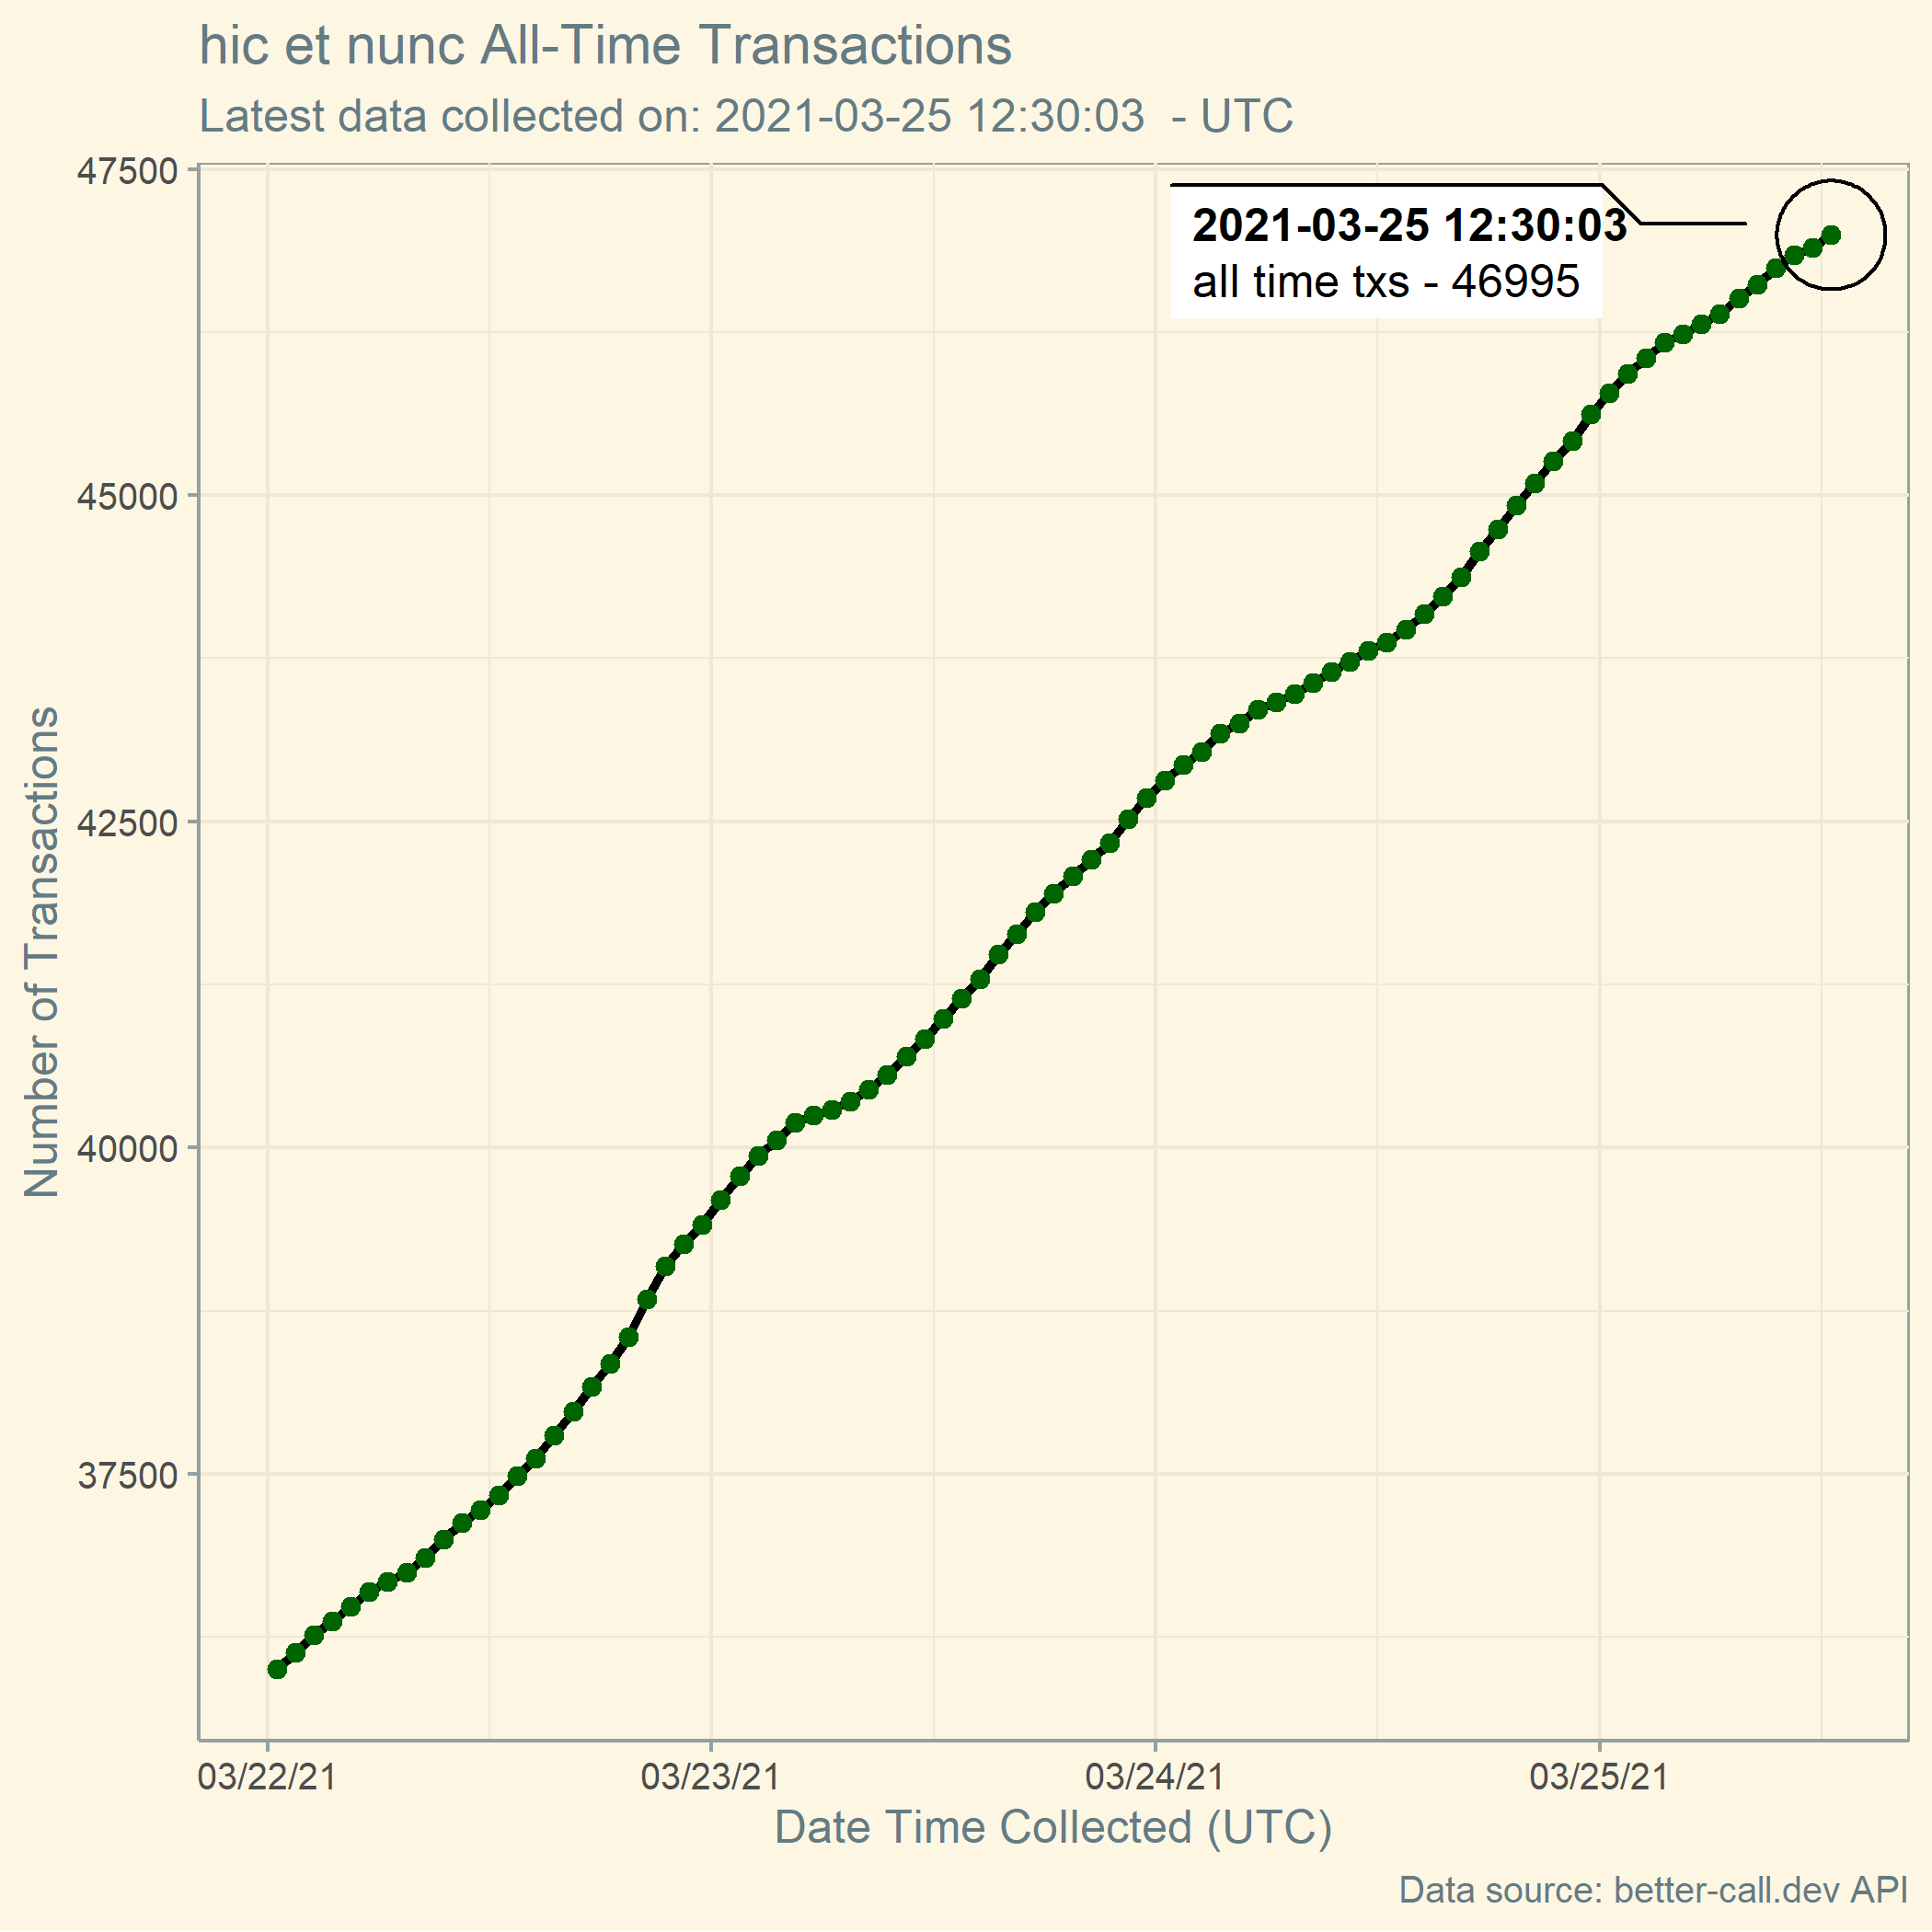 hic et nunc All-Time Transactions
Latest data collected on: 2021-03-25 12:30:03  - UTC
47500
2021-03-25 12:30:03
all time txs - 46995
45000
42500
40000
37500
Number of Transactions
03/22/21
03/23/21
03/24/21
03/25/21
Date Time Collected (UTC)
Data source: better-call.dev API